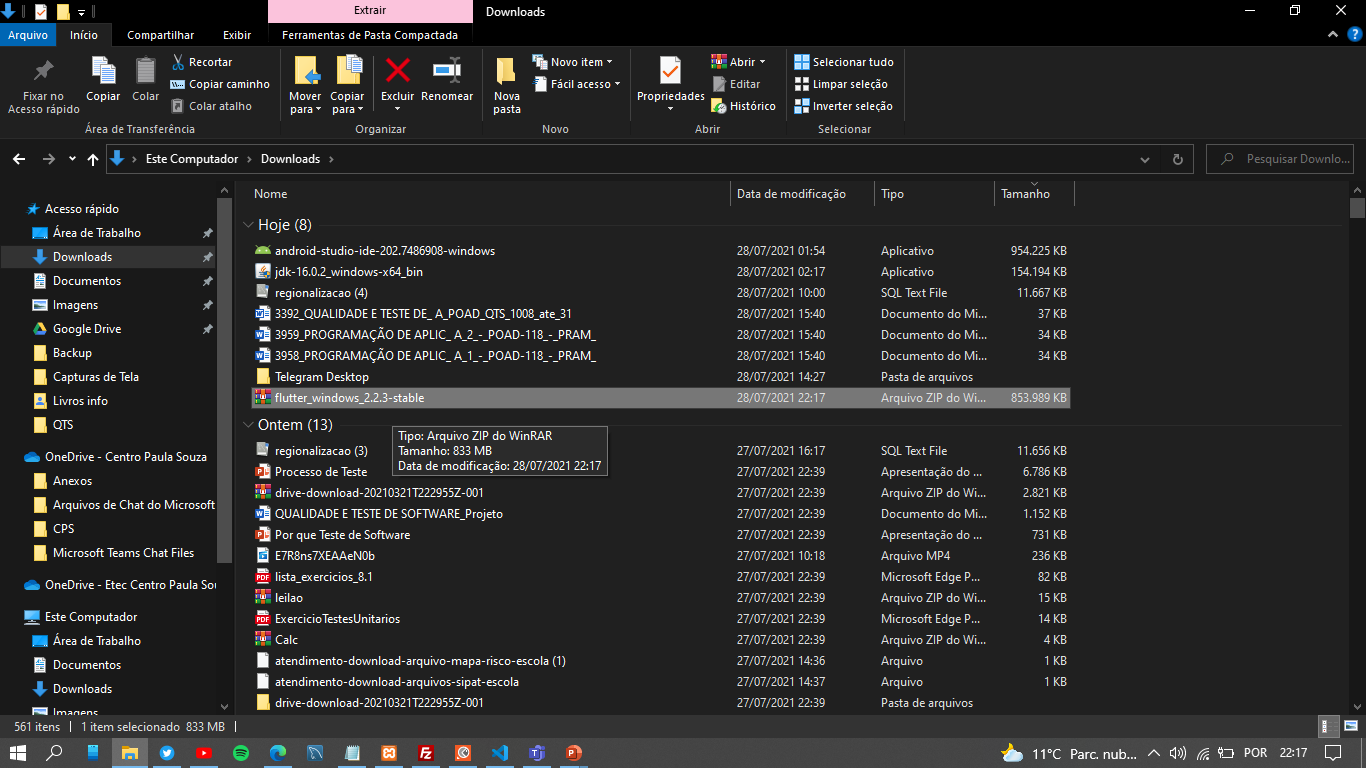 Extrair
Downloads
Arquivo
Início
Compartilhar
Exibir
Ferramentas de Pasta Compactada
Fixar no
Acesso rápido
Copiar
Colar
Recortar
Copiar caminho
Colar atalho
Área de Transferência
Mover
para
Copiar
para
Excluir
Renomear
Organizar
Nova
pasta
Novo item
Fácil acesso
Novo
Propriedades
Abrir
Editar
Histórico
Abrir
Selecionar tudo
Limpar seleção
Inverter seleção
Selecionar
Este Computador > Downloads >
Pesquisar Downlo...
Acesso rápido
Área de Trabalho
Downloads
Documentos
Imagens
Google Drive
Backup
Capturas de Tela
Livros info
QTS
OneDrive - Centro Paula Souza
Anexos
Arquivos de Chat do Microsoft
CPS
Microsoft Teams Chat Files
OneDrive - Etec Centro Paula Sou
Este Computador
Área de Trabalho
Documentos
Downloads
Imagens
Nome Data de modificação Tipo Tamanho
Hoje (8)
android-studio-ide-202.7486908-windows 28/07/2021 01:54 Aplicativo 954.225 KB
jdk-16.0.2_windows-x64_bin 28/07/2021 02:17 Aplicativo 154.194 KB
regionalizacao (4) 28/07/2021 10:00 SQL Text File 11.667 KB
3392_QUALIDADE E TESTE DE_ A_POAD_QTS_1008_ate_31 28/07/2021 15:40 Documento do Mi... 37 KB
3959_PROGRAMAÇÃO DE APLIC_ A_2_-_POAD-118_-_PRAM_ 28/07/2021 15:40 Documento do Mi... 34 KB
3958_PROGRAMAÇÃO DE APLIC_ A_1_-_POAD-118_-_PRAM_ 28/07/2021 15:40 Documento do Mi... 34 KB
Telegram Desktop 28/07/2021 14:27 Pasta de arquivos
flutter_windows_2.2.3-stable 28/07/2021 22:17 Arquivo ZIP do Wi... 853.989 KB
Ontem (13)
Tipo: Arquivo ZIP do WinRAR
Tamanho: 833 MB
Data de modificação: 28/07/2021 22:17
regionalizacao (3) 27/07/2021 16:17 SQL Text File 11.656 KB
Processo de Teste 27/07/2021 22:39 Apresentação do ... 6.786 KB
drive-download-20210321T222955Z-001 27/07/2021 22:39 Arquivo ZIP do Wi... 2.821 KB
QUALIDADE E TESTE DE SOFTWARE_Projeto 27/07/2021 22:39 Documento do Mi... 1.152 KB
Por que Teste de Software 27/07/2021 22:39 Apresentação do ... 731 KB
E7R8ns7XEAAeN0b 27/07/2021 10:18 Arquivo MP4 236 KB
lista_exercicios_8.1 27/07/2021 22:39 Microsoft Edge P... 82 KB
leilao 27/07/2021 22:39 Arquivo ZIP do Wi... 15 KB
ExercicioTestesUnitarios 27/07/2021 22:39 Microsoft Edge P... 14 KB
Calc 27/07/2021 22:39 Arquivo ZIP do Wi... 4 KB
atendimento-download-arquivo-mapa-risco-escola (1) 27/07/2021 14:36 Arquivo 1 KB
atendimento-download-arquivos-sipat-escola 27/07/2021 14:37 Arquivo 1 KB
drive-download-20210321T222955Z-001 27/07/2021 22:39 Pasta de arquivos
561 itens 1 item selecionado 833 MB
11°C Parc. nub... POR 22:17